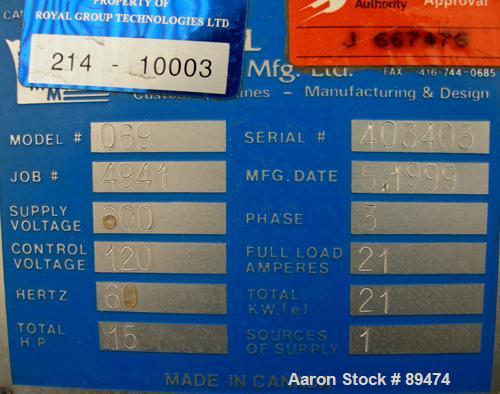 PROPERTY OF
ROYAL GROUP TECHNOLOGIES LTD
214 - 10003
Authority Approval
J 667476
L
Mfg. Ltd. FAX 416-744-0685
M
Manufacturing & Design
MODEL # 069 SERIAL # 403403
JOB # 4941 MFG. DATE 5,1999
SUPPLY VOLTAGE 600 PHASE 3
CONTROL VOLTAGE 120 FULL LOAD AMPERES 21
HERTZ 60 TOTAL KW.(e) 21
TOTAL H.P 15 SOURCES OF SUPPLY 1
MADE IN
Aaron Stock # 89474